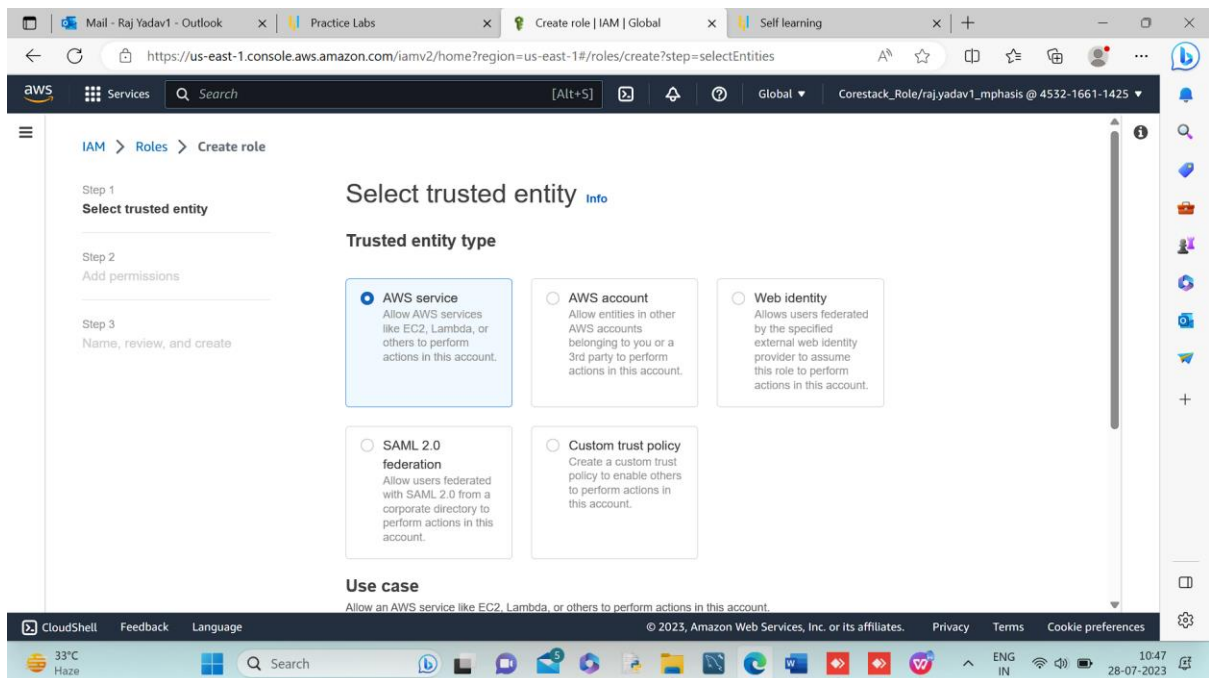 Mail - Raj Yadav1 - Outlook
Practice Labs
Create role | IAM | Global
Self learning
https://us-east-1.console.aws.amazon.com/iamv2/home?region=us-east-1#/roles/create?step=selectEntities
aws
Services
Search
[Alt+S]
Global
Corestack_Role/raj.yadav1_mphasis @ 4532-1661-1425
IAM > Roles > Create role
Step 1
Select trusted entity
Step 2
Add permissions
Step 3
Name, review, and create
Select trusted entity Info
Trusted entity type
AWS service
Allow AWS services
like EC2, Lambda, or
others to perform
actions in this account.
AWS account
Allow entities in other
AWS accounts
belonging to you or a
3rd party to perform
actions in this account.
Web identity
Allows users federated
by the specified
external web identity
provider to assume
this role to perform
actions in this account.
SAML 2.0
federation
Allow users federated
with SAML 2.0 from a
corporate directory to
perform actions in this
account.
Custom trust policy
Create a custom trust
policy to enable others
to perform actions in
this account.
Use case
Allow an AWS service like EC2, Lambda, or others to perform actions in this account.
CloudShell Feedback Language
© 2023, Amazon Web Services, Inc. or its affiliates. Privacy Terms Cookie preferences
33°C
Haze
Search
5
ENG
IN
10:47
28-07-2023